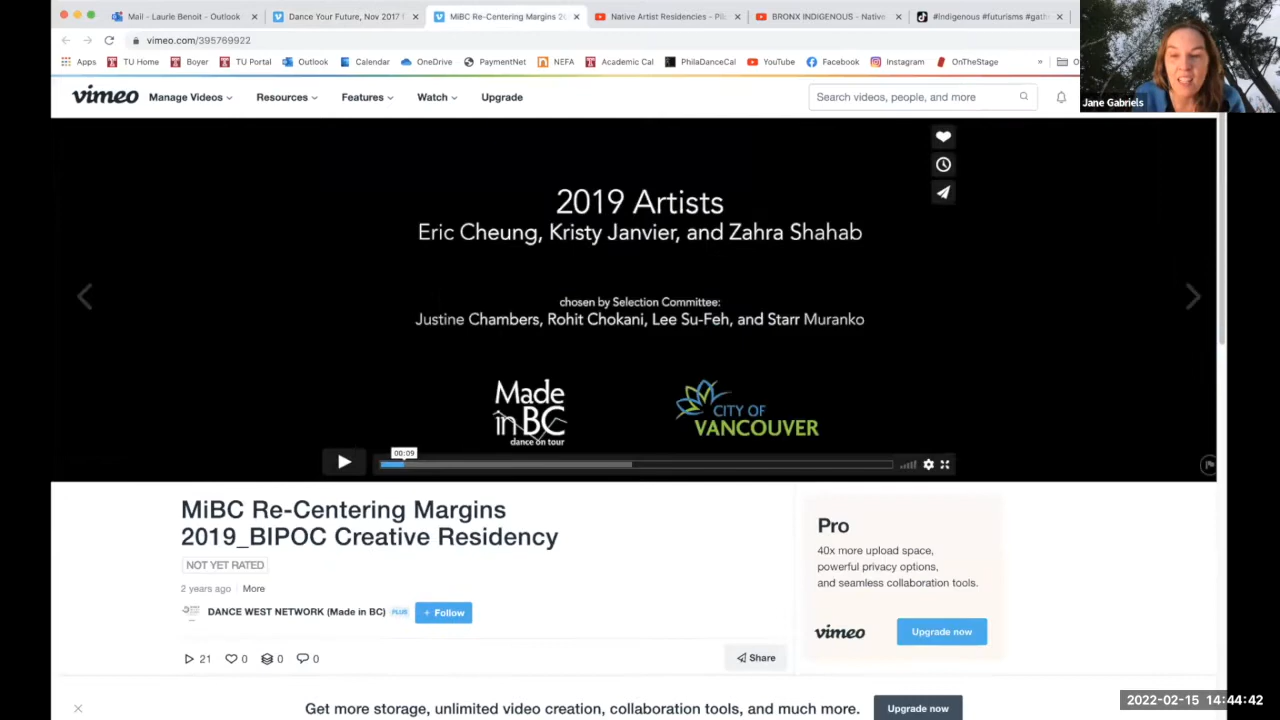 Mail - Laurie Benoit - Outlook
Dance Your Future, Nov 2017
MiBC Re-Centering Margins 20
Native Artist Residencies - Pil
BRONX INDIGENOUS - Native
#indigenous #futurisms #gath
vimeo.com/395769922
Apps
TU Home
Boyer
TU Portal
Outlook
Calendar
OneDrive
PaymentNet
NEFA
Academic Cal
PhilaDanceCal
YouTube
Facebook
Instagram
OnTheStage
»
Jane Gabriels
vimeo
Manage Videos
Resources
Features
Watch
Upgrade
Search videos, people, and more
2019 Artists
Eric Cheung, Kristy Janvier, and Zahra Shahab
chosen by Selection Committee:
Justine Chambers, Rohit Chokani, Lee Su-Feh, and Starr Muranko
Made
in BC
dance on tour
CITY OF
VANCOUVER
00:09
MiBC Re-Centering Margins
2019_BIPOC Creative Residency
NOT YET RATED
2 years ago
More
DANCE WEST NETWORK (Made in BC)
PLUS
+ Follow
21
0
0
0
Share
Pro
40x more upload space,
powerful privacy options,
and seamless collaboration tools.
vimeo
Upgrade now
Get more storage, unlimited video creation, collaboration tools, and much more.
Upgrade now
2022-02-15 14:44:42